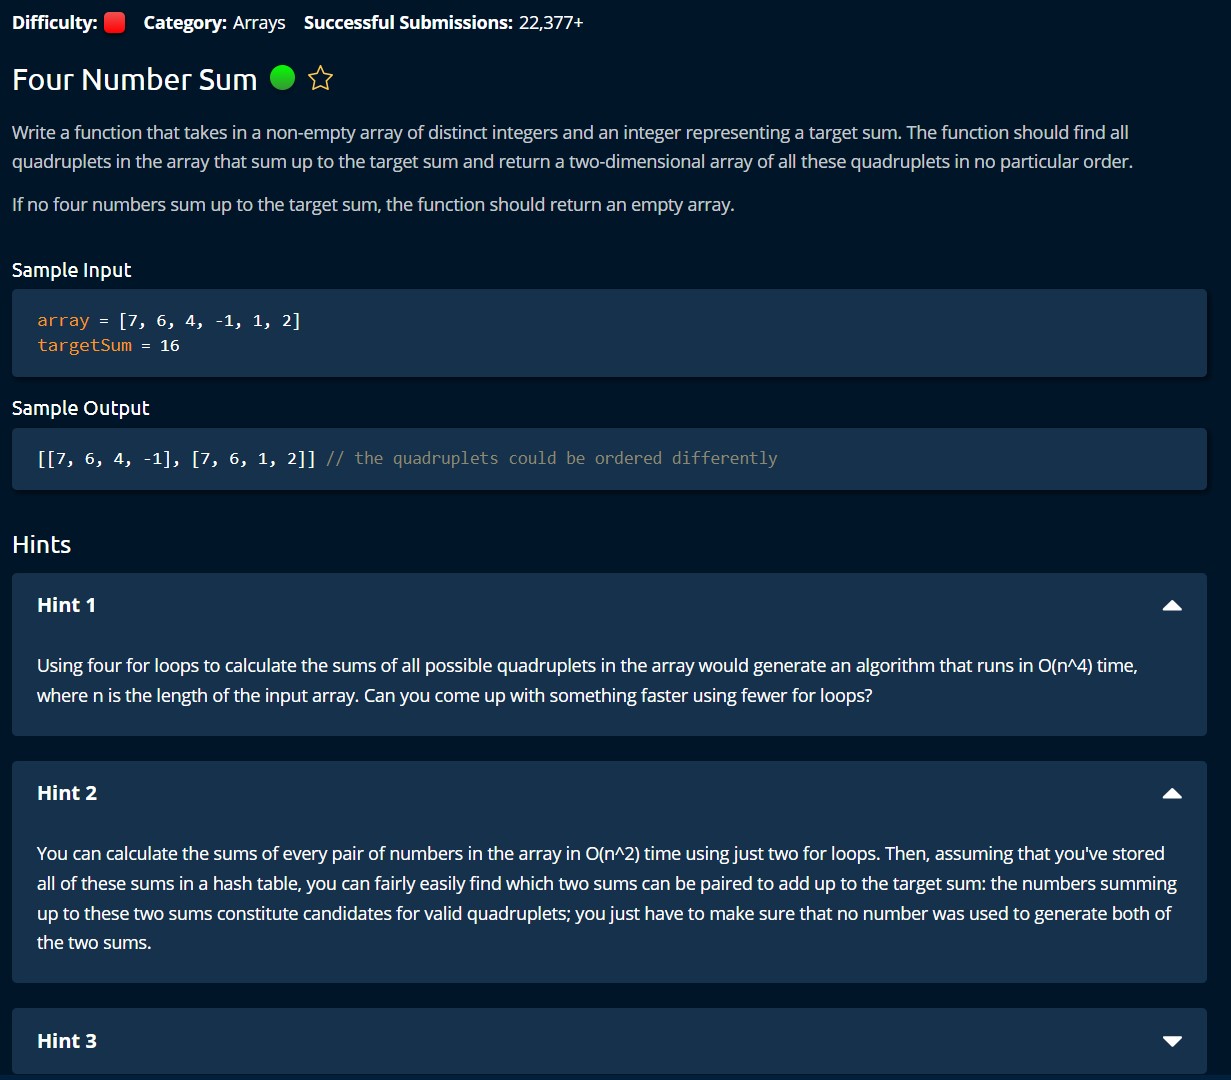 Difficulty: Category: Arrays Successful Submissions: 22,377+
Four Number Sum
Write a function that takes in a non-empty array of distinct integers and an integer representing a target sum. The function should find all
quadruplets in the array that sum up to the target sum and return a two-dimensional array of all these quadruplets in no particular order.
If no four numbers sum up to the target sum, the function should return an empty array.
Sample Input
array = [7, 6, 4, -1, 1, 2]
targetSum = 16
Sample Output
[[7, 6, 4, -1], [7, 6, 1, 2]] // the quadruplets could be ordered differently
Hints
Hint 1
Using four for loops to calculate the sums of all possible quadruplets in the array would generate an algorithm that runs in O(n^4) time,
where n is the length of the input array. Can you come up with something faster using fewer for loops?
Hint 2
You can calculate the sums of every pair of numbers in the array in O(n^2) time using just two for loops. Then, assuming that you've stored
all of these sums in a hash table, you can fairly easily find which two sums can be paired to add up to the target sum: the numbers summing
up to these two sums constitute candidates for valid quadruplets; you just have to make sure that no number was used to generate both of
the two sums.
Hint 3